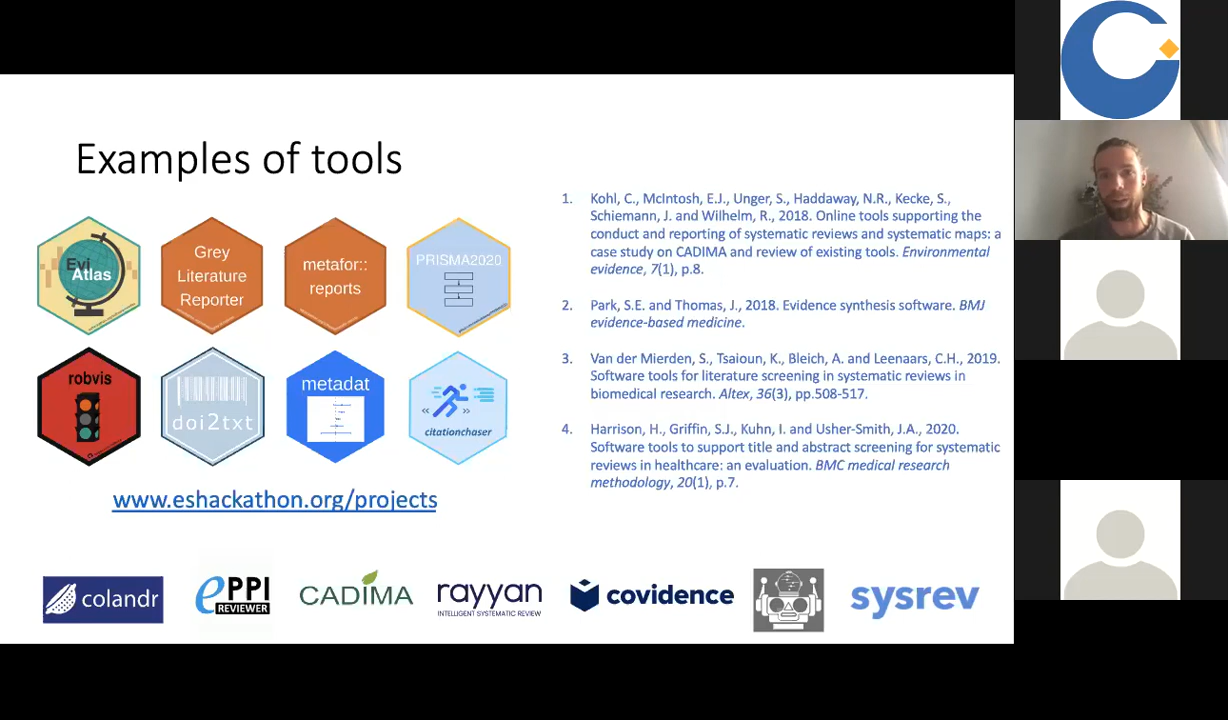 Examples of tools
Evi
Atlas
Grey
Literature
Reporter
metafor::
reports
PRISMA2020
robvis
doi2txt
metadat
citationchaser
www.eshackathon.org/projects
1. Kohl, C., McIntosh, E.J., Unger, S., Haddaway, N.R., Kecke, S.,
Schiemann, J. and Wilhelm, R., 2018. Online tools supporting the
conduct and reporting of systematic reviews and systematic maps: a
case study on CADIMA and review of existing tools. Environmental
evidence, 7(1), p.8.
2. Park, S.E. and Thomas, J., 2018. Evidence synthesis software. BMJ
evidence-based medicine.
3. Van der Mierden, S., Tsaioun, K., Bleich, A. and Leenaars, C.H., 2019.
Software tools for literature screening in systematic reviews in
biomedical research. Altex, 36(3), pp.508-517.
4. Harrison, H., Griffin, S.J., Kuhn, I. and Usher-Smith, J.A., 2020.
Software tools to support title and abstract screening for systematic
reviews in healthcare: an evaluation. BMC medical research
methodology, 20(1), p.7.
colandr
ePPI
REVIEWER
CADIMA
rayyan
INTELLIGENT SYSTEMATIC REVIEW
covidence
sysrev